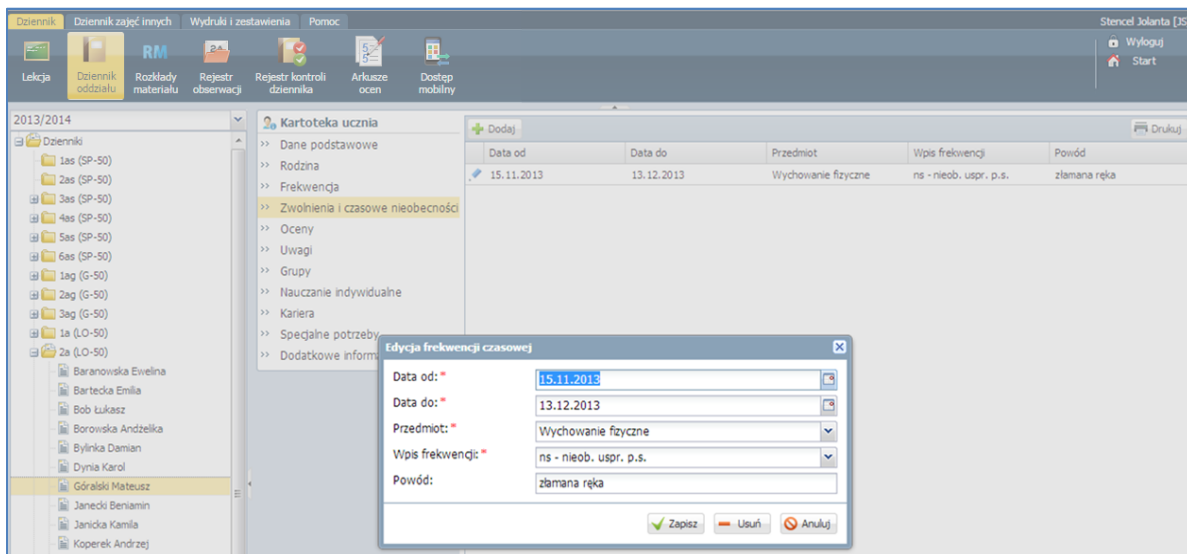 Dziennik Dziennik zajęć innych Wydruki i zestawienia Pomoc Stencel Jolanta [JS
Wyloguj
Start
Lekcja
Dziennik oddziału
RM
Rozkłady materiału
Rejestr obserwacji
Rejestr kontroli dziennika
Arkusze ocen
Dostęp mobilny
2013/2014
Dzienniki
1as (SP-50)
2as (SP-50)
3as (SP-50)
4as (SP-50)
5as (SP-50)
6as (SP-50)
1ag (G-50)
2ag (G-50)
3ag (G-50)
1a (LO-50)
2a (LO-50)
Baranowska Ewelina
Bartecka Emilia
Bob Łukasz
Borowska Andżelika
Bylinka Damian
Dynia Karol
Góralski Mateusz
Janecki Beniamin
Janicka Kamila
Koperek Andrzej
Kartoteka ucznia
>> Dane podstawowe
>> Rodzina
>> Frekwencja
>> Zwolnienia i czasowe nieobecności
>> Oceny
>> Uwagi
>> Grupy
>> Nauczanie indywidualne
>> Kariera
>> Specjalne potrzeby
>> Dodatkowe inform
Dodaj Drukuj
Data od Data do Przedmiot Wpis frekwencji Powód
15.11.2013 13.12.2013 Wychowanie fizyczne ns - nieob. uspr. p.s. złamana ręka
Edycja frekwencji czasowej
Data od: * 15.11.2013
Data do: * 13.12.2013
Przedmiot: * Wychowanie fizyczne
Wpis frekwencji: * ns - nieob. uspr. p.s.
Powód: złamana ręka
Zapisz Usuń Anuluj